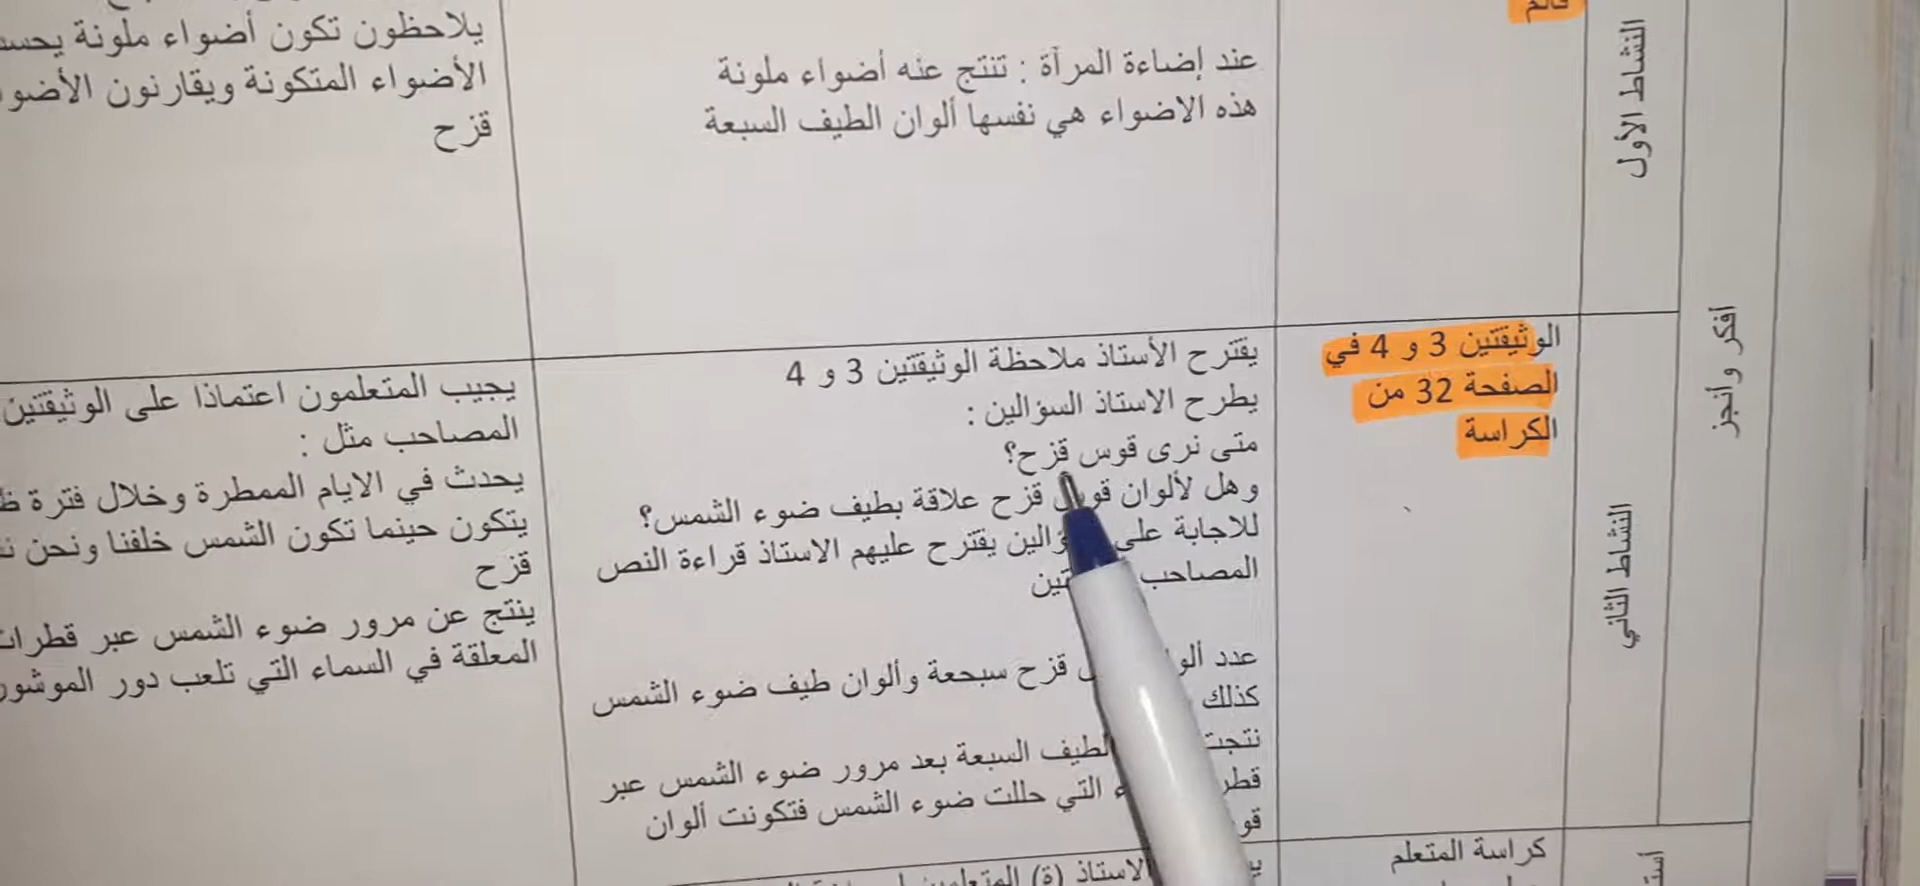 قائم
النشاط الأول
عند إضاءة المرآة : تنتج عنه أضواء ملونة
هذه الاضواء هي نفسها ألوان الطيف السبعة
يلاحظون تكون أضواء ملونة
الأضواء المتكونة ويقارنون
قزح
أفكر وأنجز
النشاط الثاني
الوثيقتين 3 و 4 في
الصفحة 32 من
الكراسة
يقترح الأستاذ ملاحظة الوثيقتين 3 و 4
يطرح الاستاذ السؤالين :
متى نرى قوس قزح؟
وهل لألوان قوس قزح علاقة بطيف ضوء الشمس؟
للاجابة على يقترح عليهم الاستاذ قراءة النص
المصاحب
عدد قزح سبحعة وألوان طيف ضوء الشمس
كذلك
الطيف السبعة بعد مرور ضوء الشمس عبر
التي حللت ضوء الشمس فتكونت ألوان
يجيب المتعلمون اعتماذا على الوثيقتين
المصاحب مثل :
يحدث في الايام الممطرة وخلال فترة
يتكون حينما تكون الشمس خلفنا ونحن
قزح
ينتج عن مرور ضوء الشمس عبر
المعلقة في السماء التي تلعب دور
كراسة المتعلم
الاستاذ (ة)